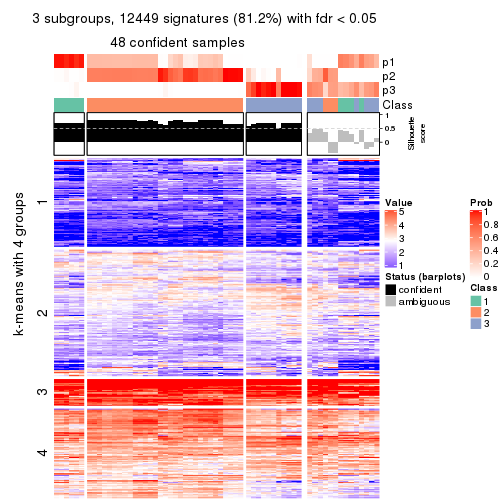 3 subgroups, 12449 signatures (81.2%) with fdr < 0.05
48 confident samples
p1
p2
p3
Class
1
0.5
0
Silhouette
score
k-means with 4 groups
1
2
3
4
Value
5
4
3
2
1
Status (barplots)
confident
ambiguous
Prob
1
0.8
0.6
0.4
0.2
0
Class
1
2
3